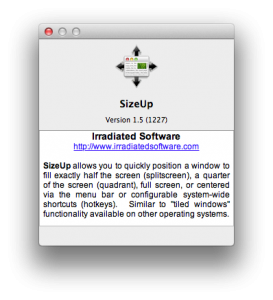 SizeUp
Version 1.5 (1227)
Irradiated Software
http://www.irradiatedsoftware.com
SizeUp allows you to quickly position a window to
fill exactly half the screen (splitscreen), a quarter
of the screen (quadrant), full screen, or centered
via the menu bar or configurable system-wide
shortcuts (hotkeys). Similar to "tiled windows"
functionality available on other operating systems.